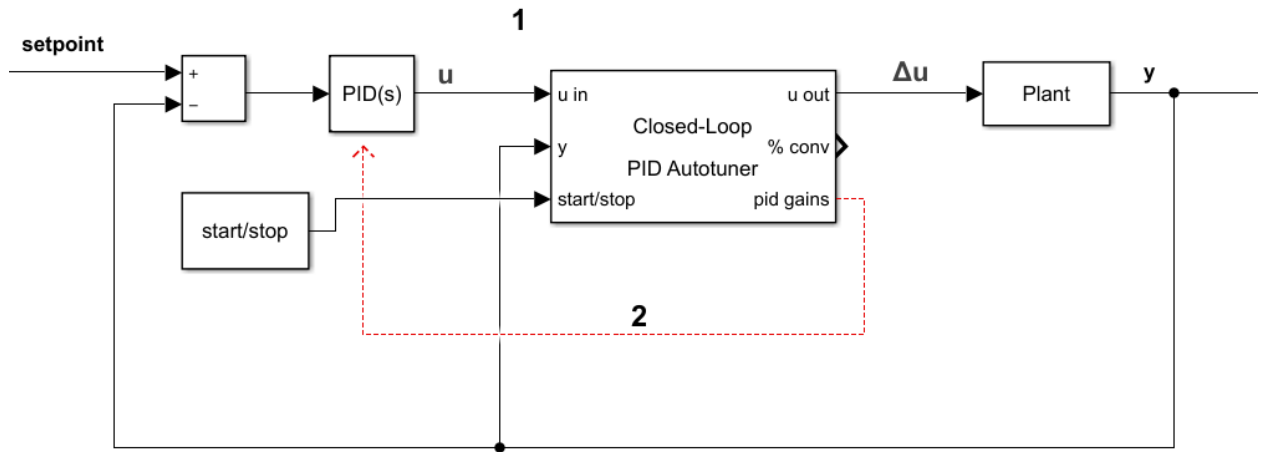 1
setpoint
+
−
PID(s)
u
u in
y
start/stop
Closed-Loop
PID Autotuner
u out
% conv
pid gains
Δu
Plant
y
start/stop
2